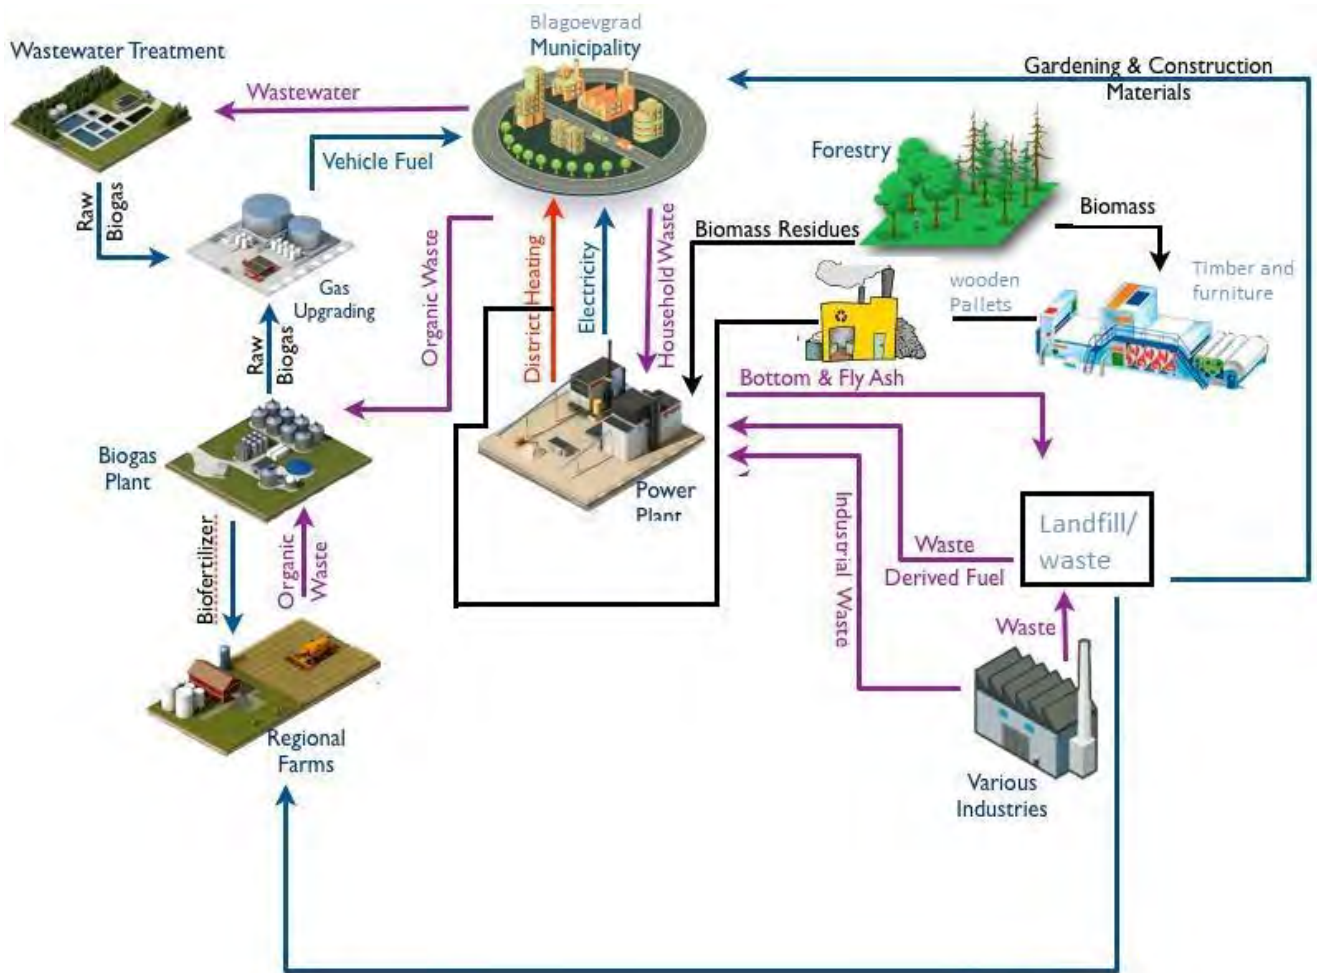 Blagoevgrad
Municipality
Wastewater Treatment
Wastewater
Vehicle Fuel
Raw
Biogas
Gas
Upgrading
Raw
Biogas
Organic Waste
District Heating
Electricity
Household Waste
Gardening & Construction
Materials
Forestry
Biomass Residues
Biomass
wooden
Pallets
Timber and
furniture
Bottom & Fly Ash
Biogas
Plant
Power
Plant
Biofertilizer
Organic
Waste
Industrial Waste
Waste
Derived Fuel
Landfill/
waste
Waste
Regional
Farms
Various
Industries